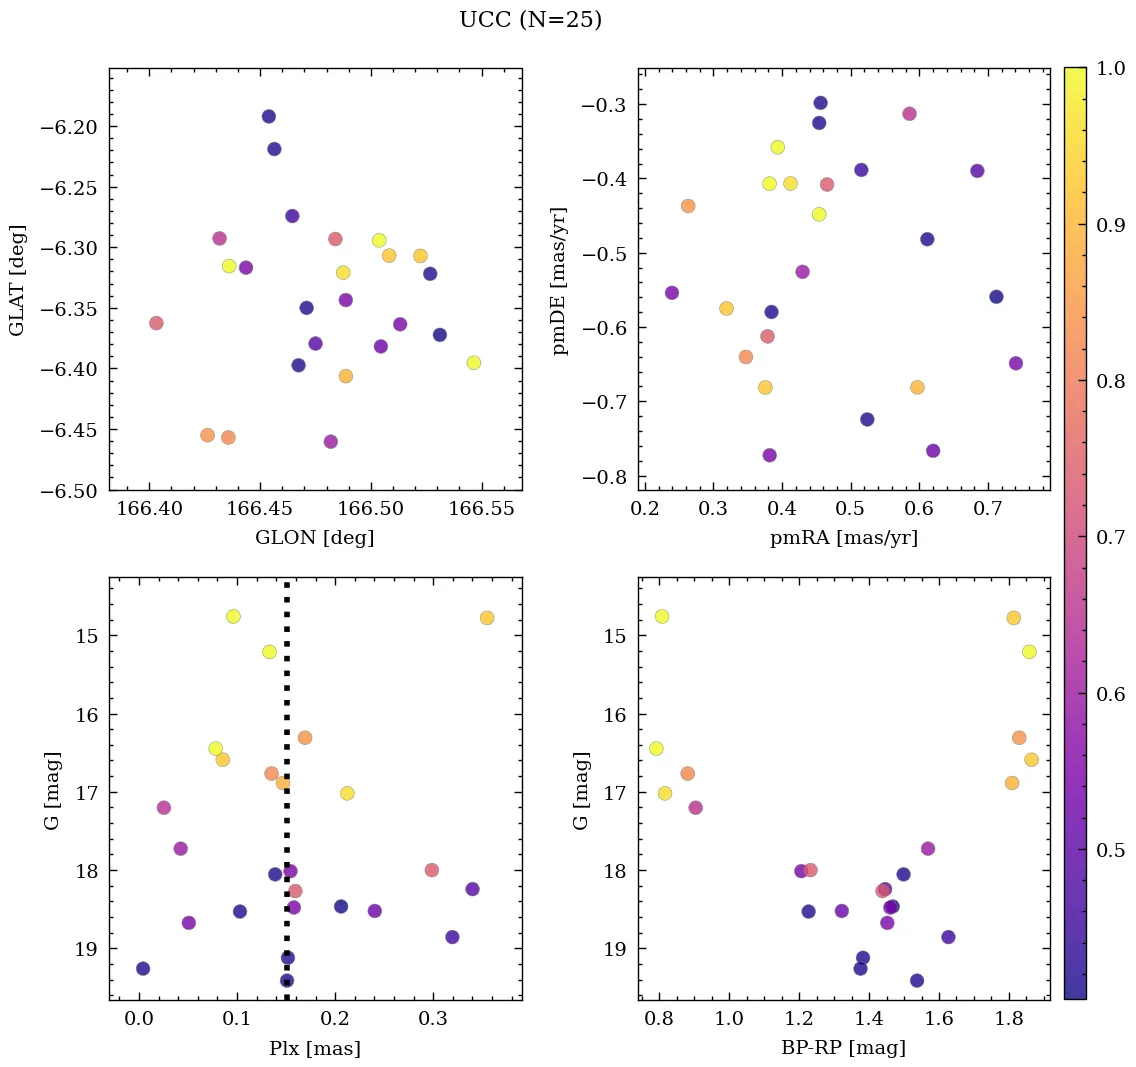 UCC (N=25)
−6.20
−6.25
−6.30
−6.35
−6.40
−6.45
−6.50
GLAT [deg]
166.40 166.45 166.50 166.55
GLON [deg]
−0.3
−0.4
−0.5
−0.6
−0.7
−0.8
pmDE [mas/yr]
0.2 0.3 0.4 0.5 0.6 0.7
pmRA [mas/yr]
15
16
17
18
19
G [mag]
0.0 0.1 0.2 0.3
Plx [mas]
15
16
17
18
19
G [mag]
0.8 1.0 1.2 1.4 1.6 1.8
BP-RP [mag]
1.0
0.9
0.8
0.7
0.6
0.5